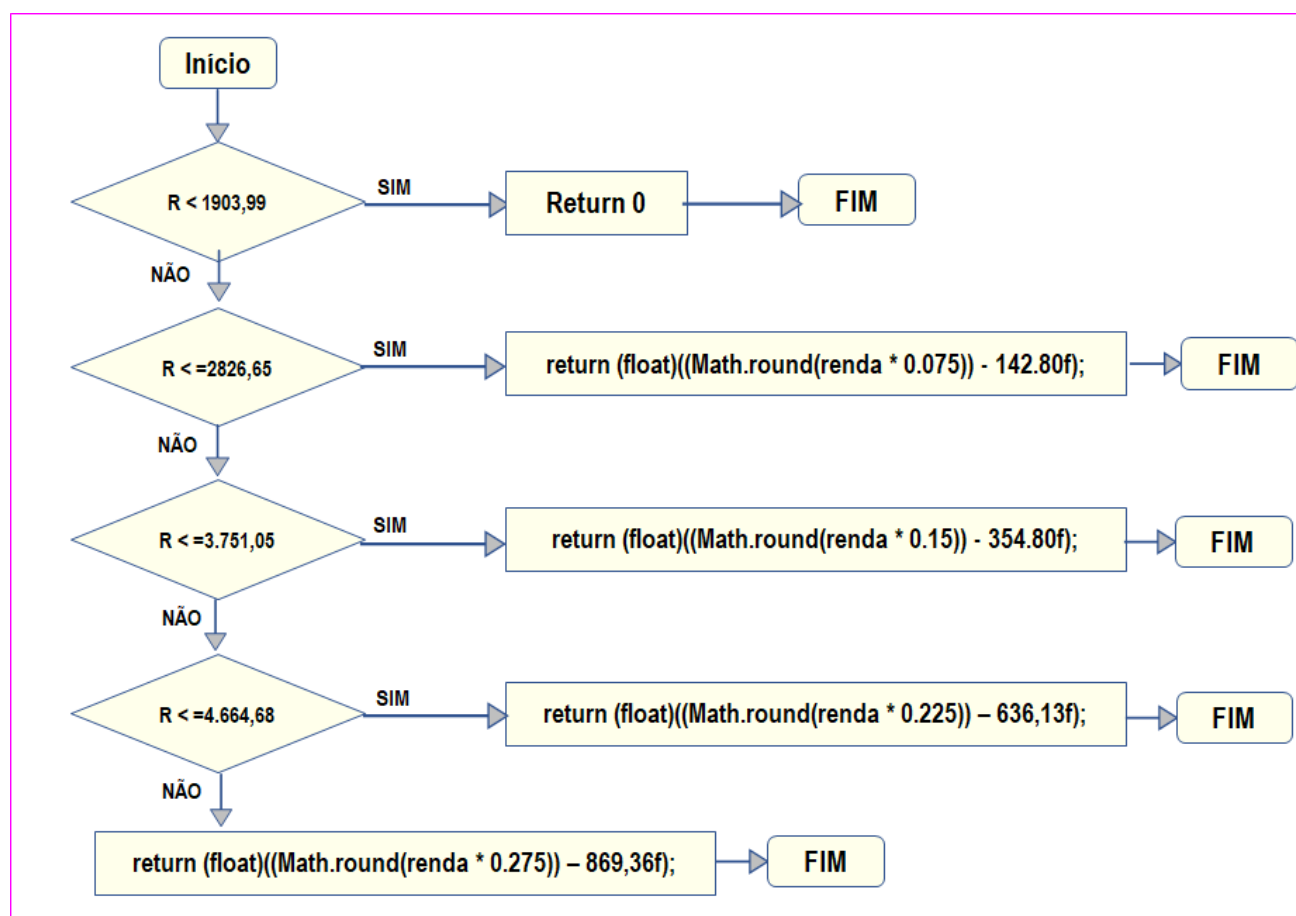 Início
R < 1903,99
SIM
Return 0
FIM
NÃO
R < =2826,65
SIM
return (float)((Math.round(renda * 0.075)) - 142.80f);
FIM
NÃO
R < =3.751,05
SIM
return (float)((Math.round(renda * 0.15)) - 354.80f);
FIM
NÃO
R < =4.664,68
SIM
return (float)((Math.round(renda * 0.225)) – 636,13f);
FIM
NÃO
return (float)((Math.round(renda * 0.275)) – 869,36f);
FIM